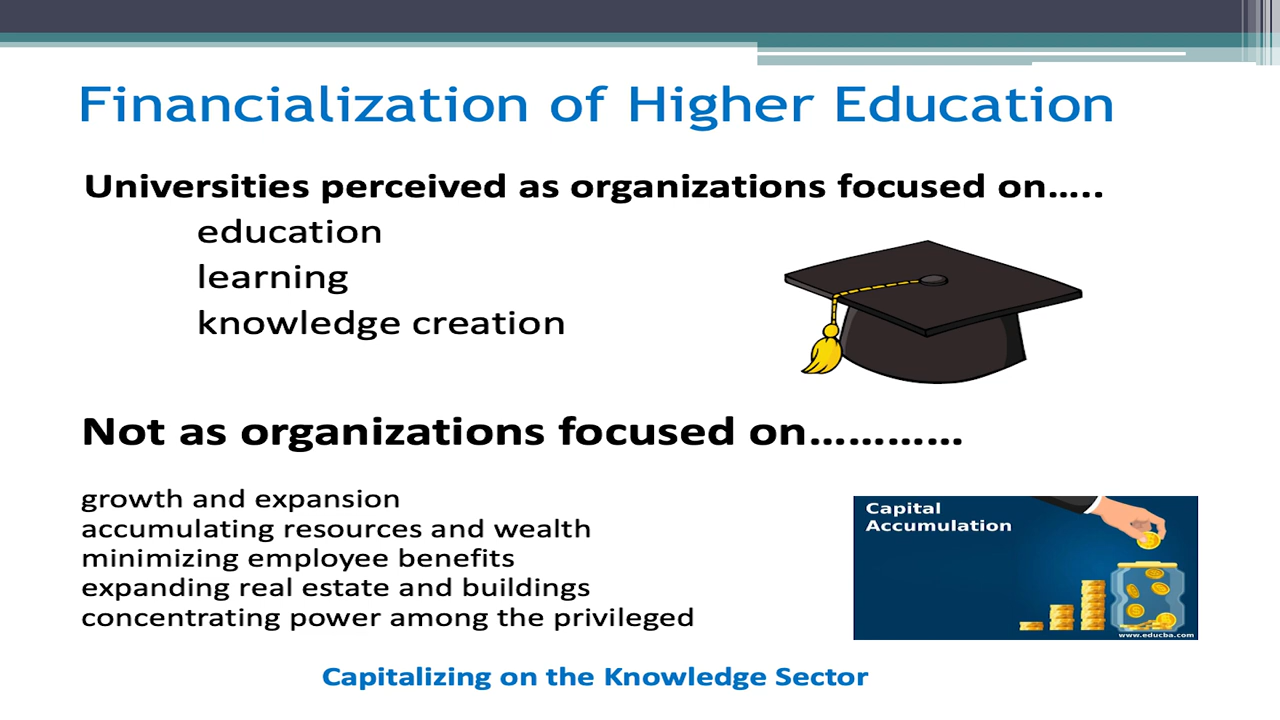 Financialization of Higher Education
Universities perceived as organizations focused on.....
education
learning
knowledge creation
Not as organizations focused on............
growth and expansion
accumulating resources and wealth
minimizing employee benefits
expanding real estate and buildings
concentrating power among the privileged
Capital
Accumulation
www.educba.com
Capitalizing on the Knowledge Sector